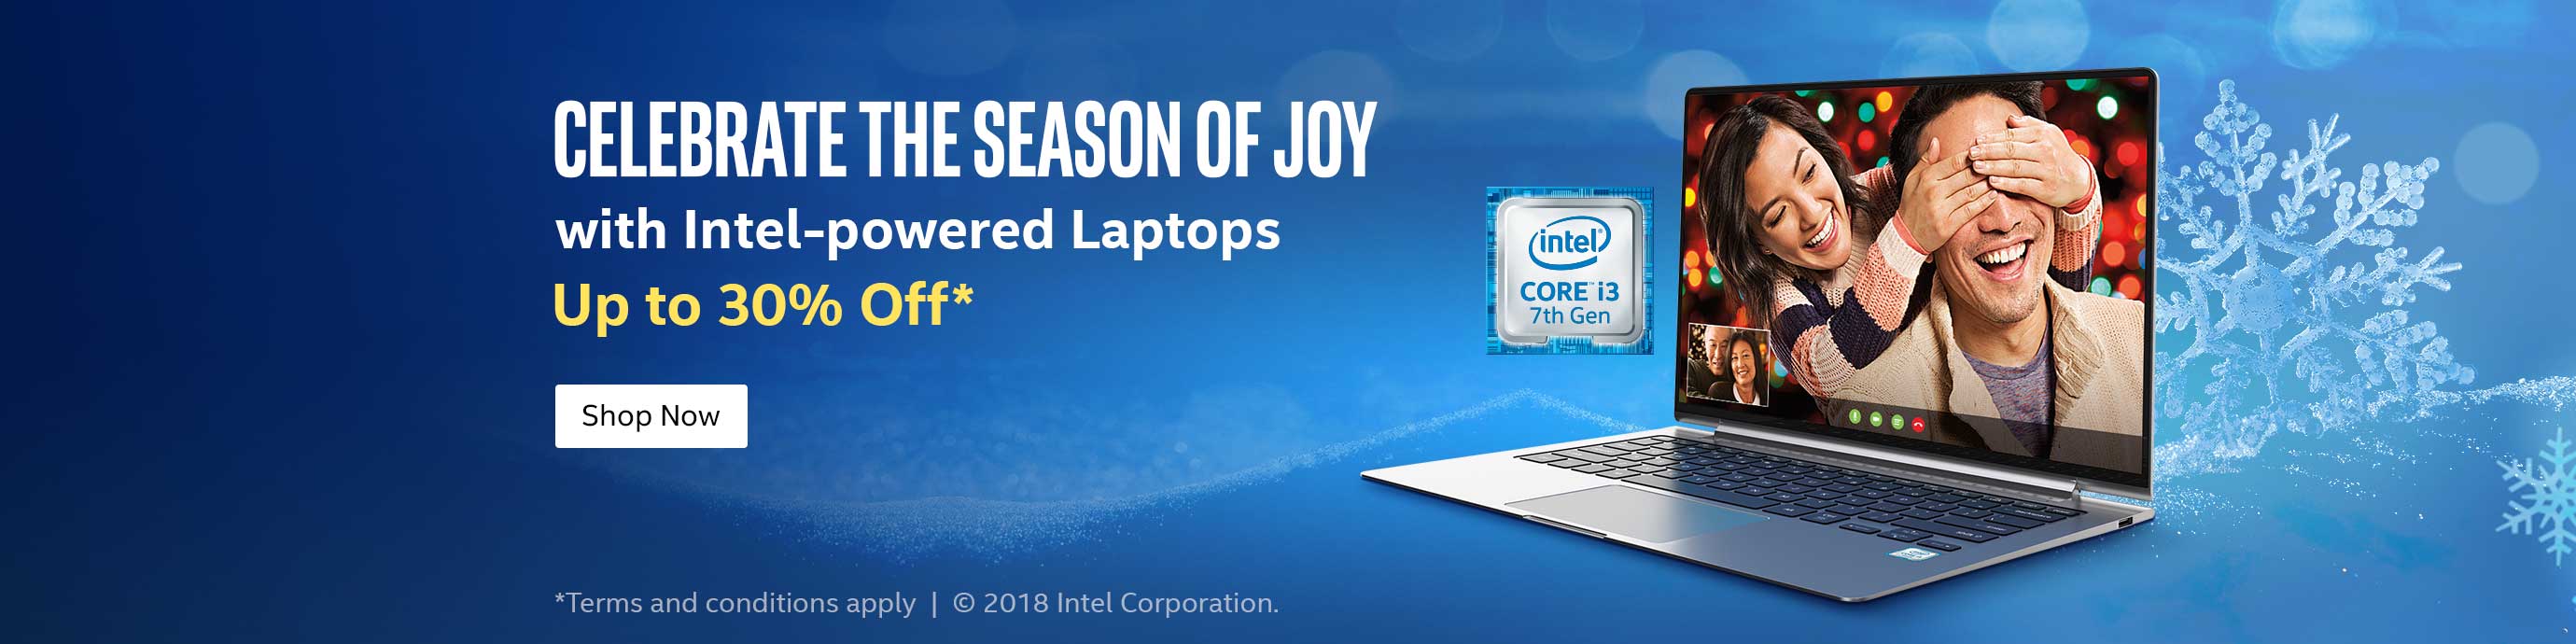 CELEBRATE THE SEASON OF JOY
with Intel-powered Laptops
Up to 30% Off*
Shop Now
*Terms and conditions apply | © 2018 Intel Corporation.
intel®
CORE™ i3
7th Gen